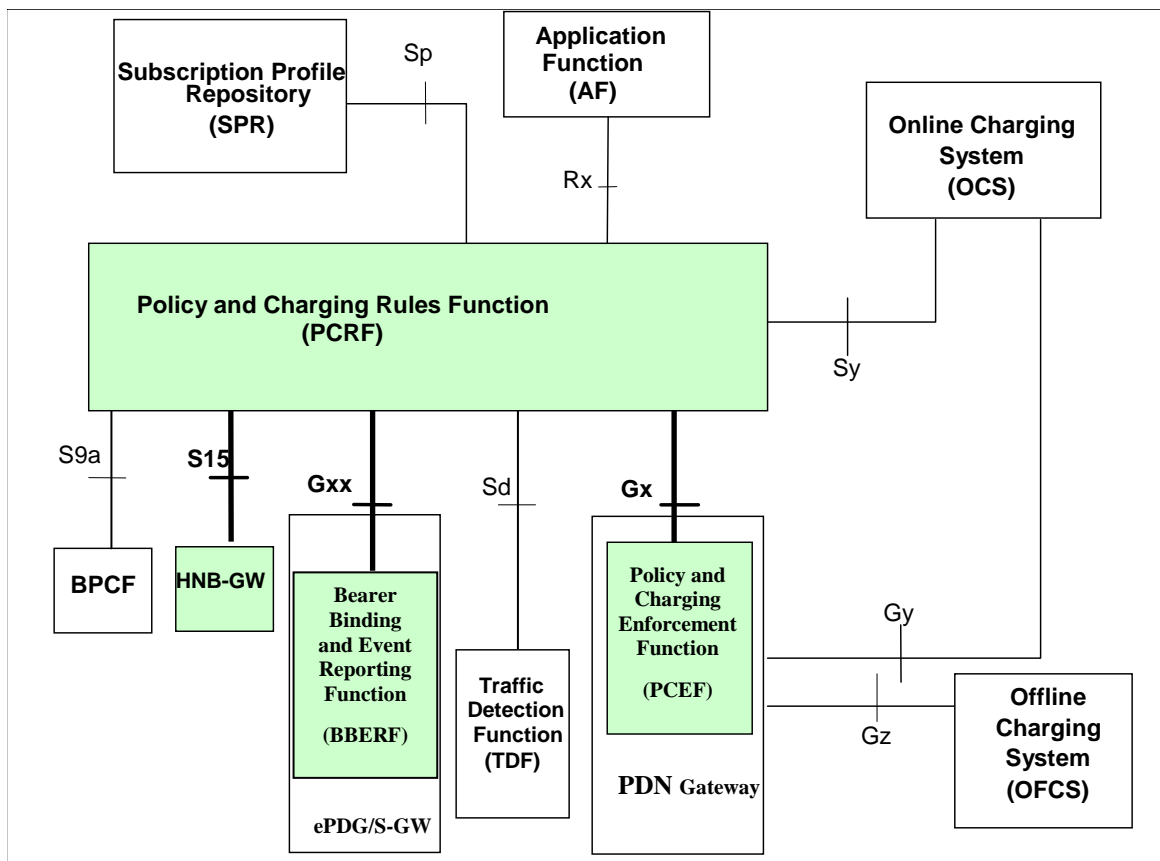 Subscription Profile
Repository
(SPR)
Sp
Application
Function
(AF)
Rx
Online Charging
System
(OCS)
Policy and Charging Rules Function
(PCRF)
Sy
S9a
S15
Gxx
Sd
Gx
BPCF
HNB-GW
Bearer
Binding
and Event
Reporting
Function
(BBERF)
ePDG/S-GW
Traffic
Detection
Function
(TDF)
Policy and
Charging
Enforcement
Function
(PCEF)
PDN Gateway
Gy
Gz
Offline
Charging
System
(OFCS)